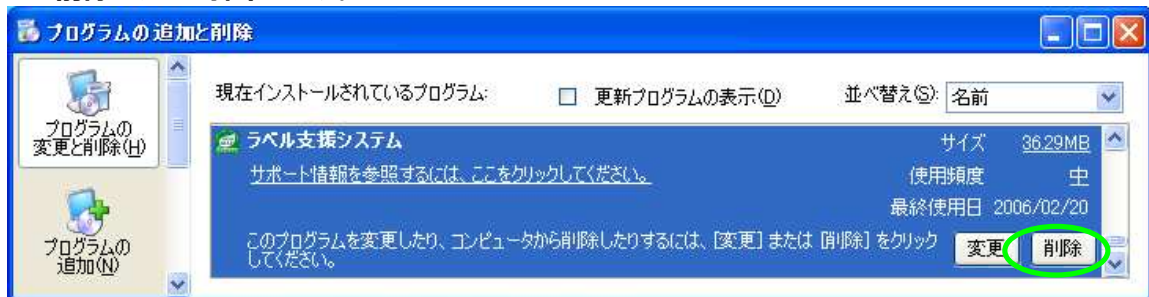 プログラムの追加と削除
プログラムの
変更と削除(H)
プログラムの
追加(N)
現在インストールされているプログラム:
更新プログラムの表示(D)
並べ替え(S):
名前
ラベル支援システム
サイズ
36.29MB
サポート情報を参照するには、ここをクリックしてください。
使用頻度
中
最終使用日 2006/02/20
このプログラムを変更したり、コンピュータから削除したりするには、[変更] または [削除] をクリック
してください。
変更
削除